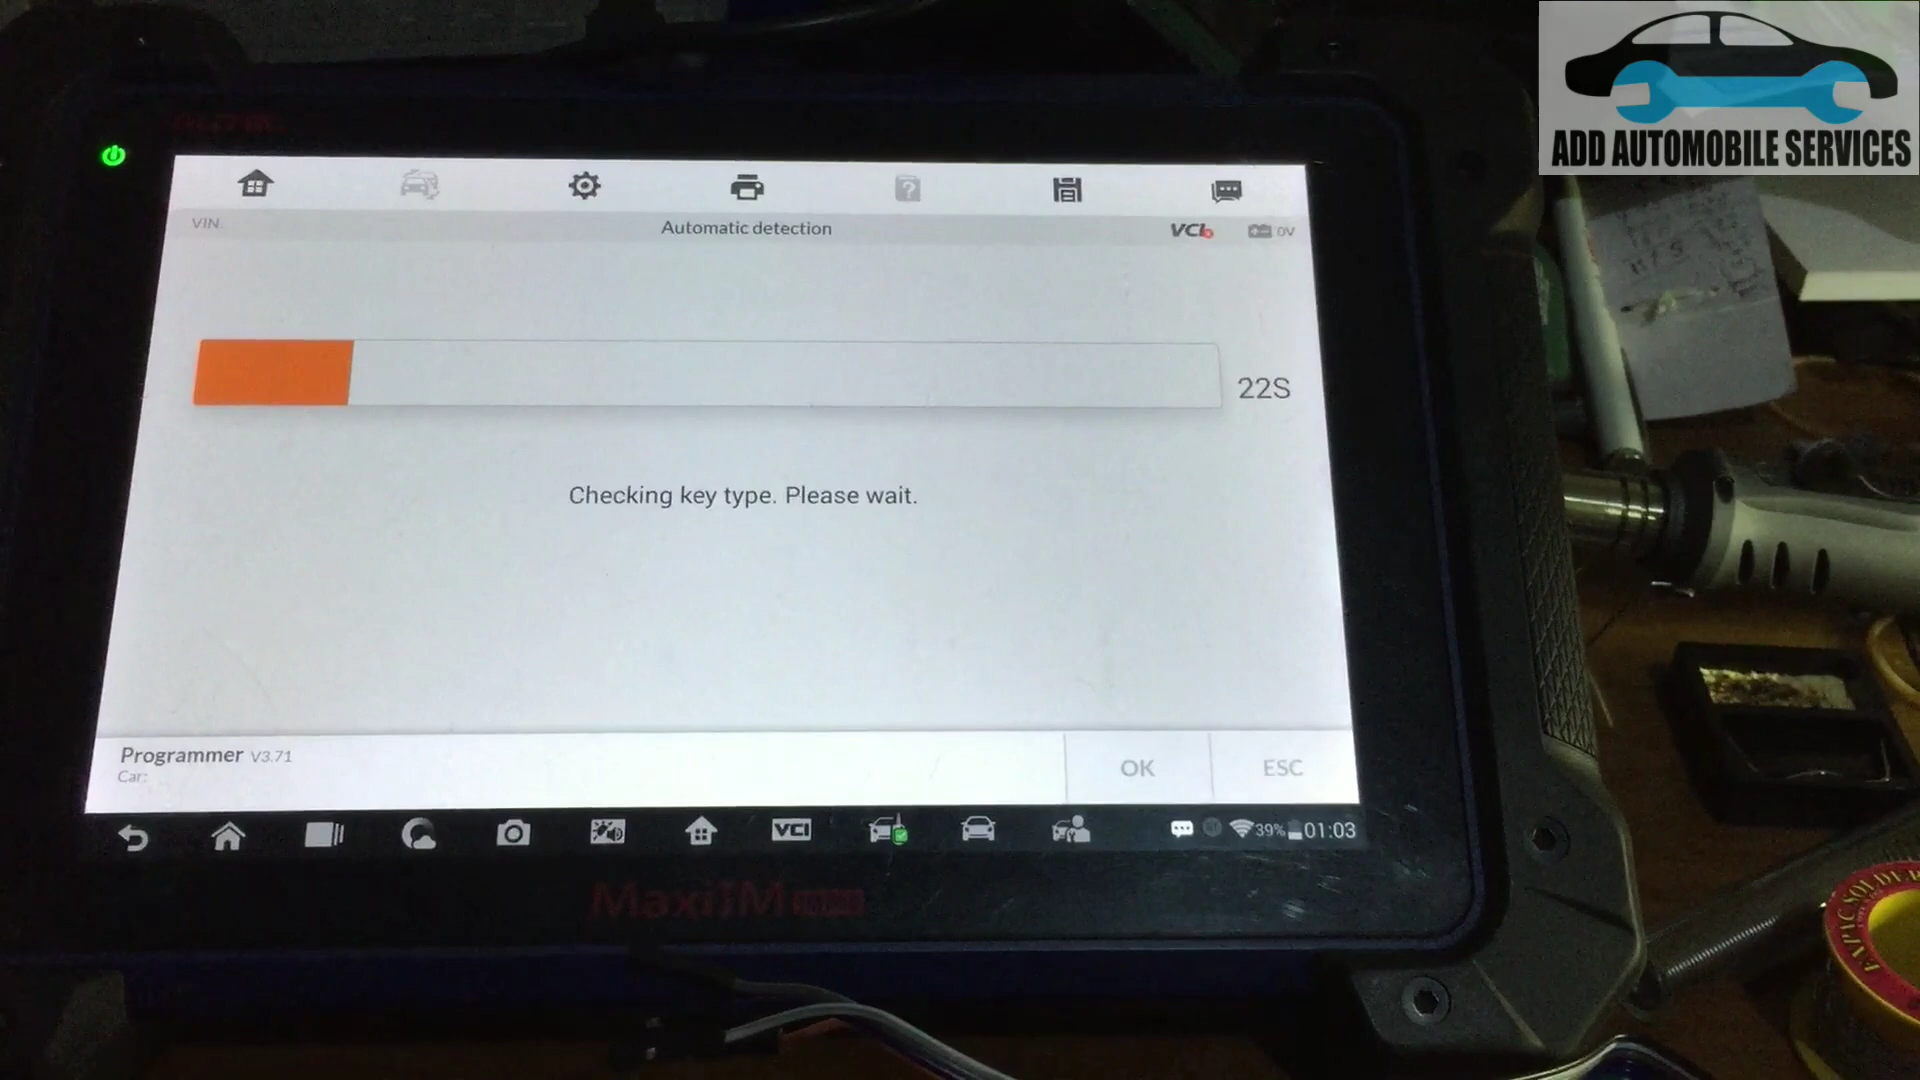 ADD AUTOMOBILE SERVICES
VIN.
Automatic detection
VCI
0V
22S
Checking key type. Please wait.
Programmer V3.71
Car:
OK
ESC
VCI
39%
01:03
MaxiIM